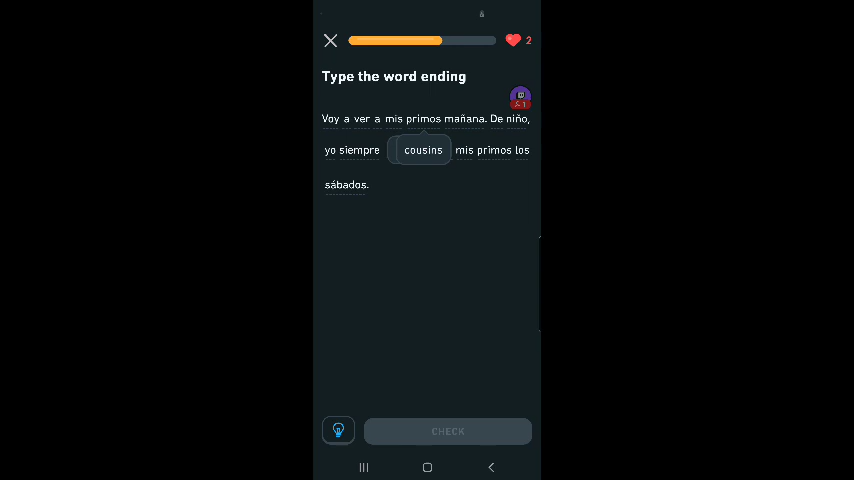 2
Type the word ending
1
Voy a ver a mis primos mañana. De niño,
yo siempre cousins mis primos los
sábados.
CHECK